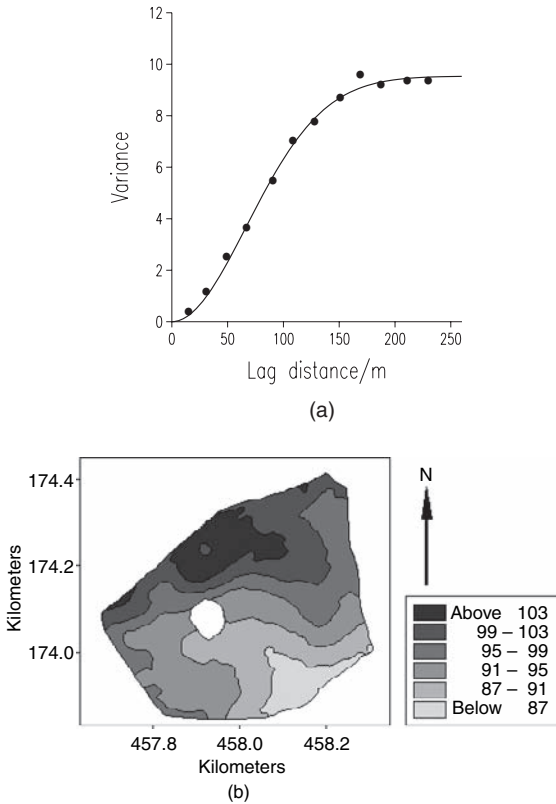 12
10
8
6
4
2
0
Variance
0 50 100 150 200 250
Lag distance/m
(a)
174.4
174.2
174.0
Kilometers
457.8 458.0 458.2
Kilometers
N
Above 103
99 – 103
95 – 99
91 – 95
87 – 91
Below 87
(b)